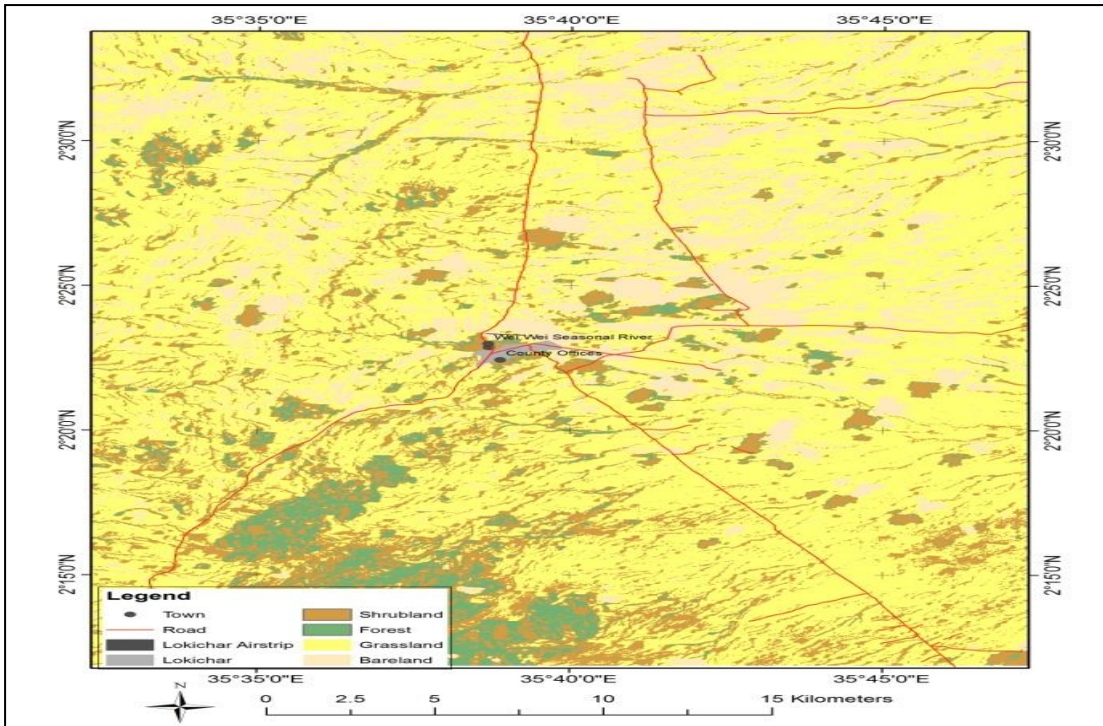 35°35'0"E 35°40'0"E 35°45'0"E
2°30'0"N 2°30'0"N
2°25'0"N 2°25'0"N
Wei Wei Seasonal River
County Offices
2°20'0"N 2°20'0"N
2°15'0"N 2°15'0"N
Legend
Town
Road
Lokichar Airstrip
Lokichar
Shrubland
Forest
Grassland
Bareland
35°35'0"E 35°40'0"E 35°45'0"E
N
0 2.5 5 10 15 Kilometers